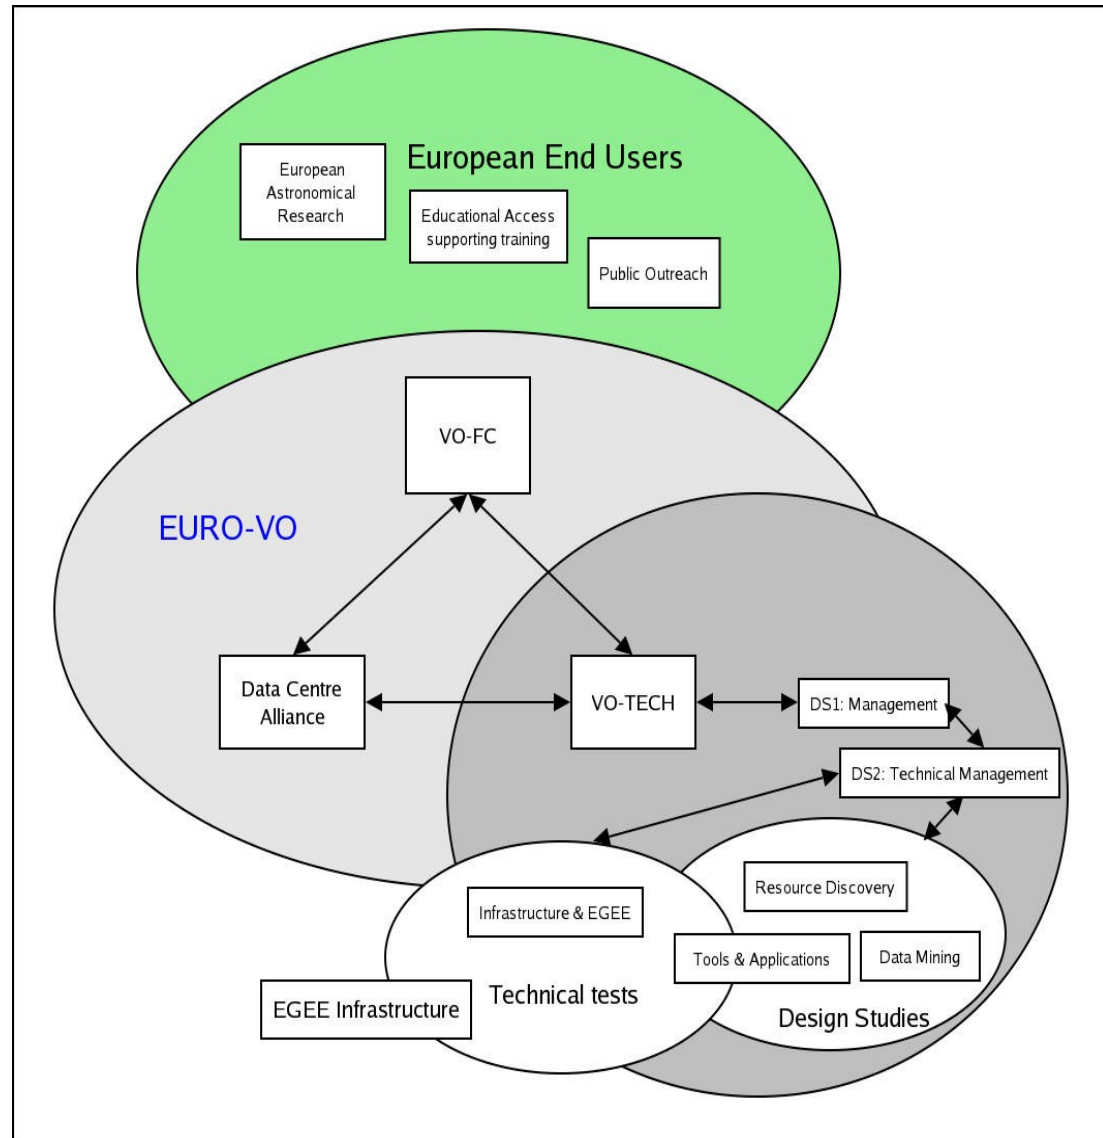 European End Users
European
Astronomical
Research
Educational Access
supporting training
Public Outreach
VO-FC
EURO-VO
Data Centre
Alliance
VO-TECH
DS1: Management
DS2: Technical Management
Resource Discovery
Infrastructure & EGEE
Tools & Applications
Data Mining
Technical tests
EGEE Infrastructure
Design Studies